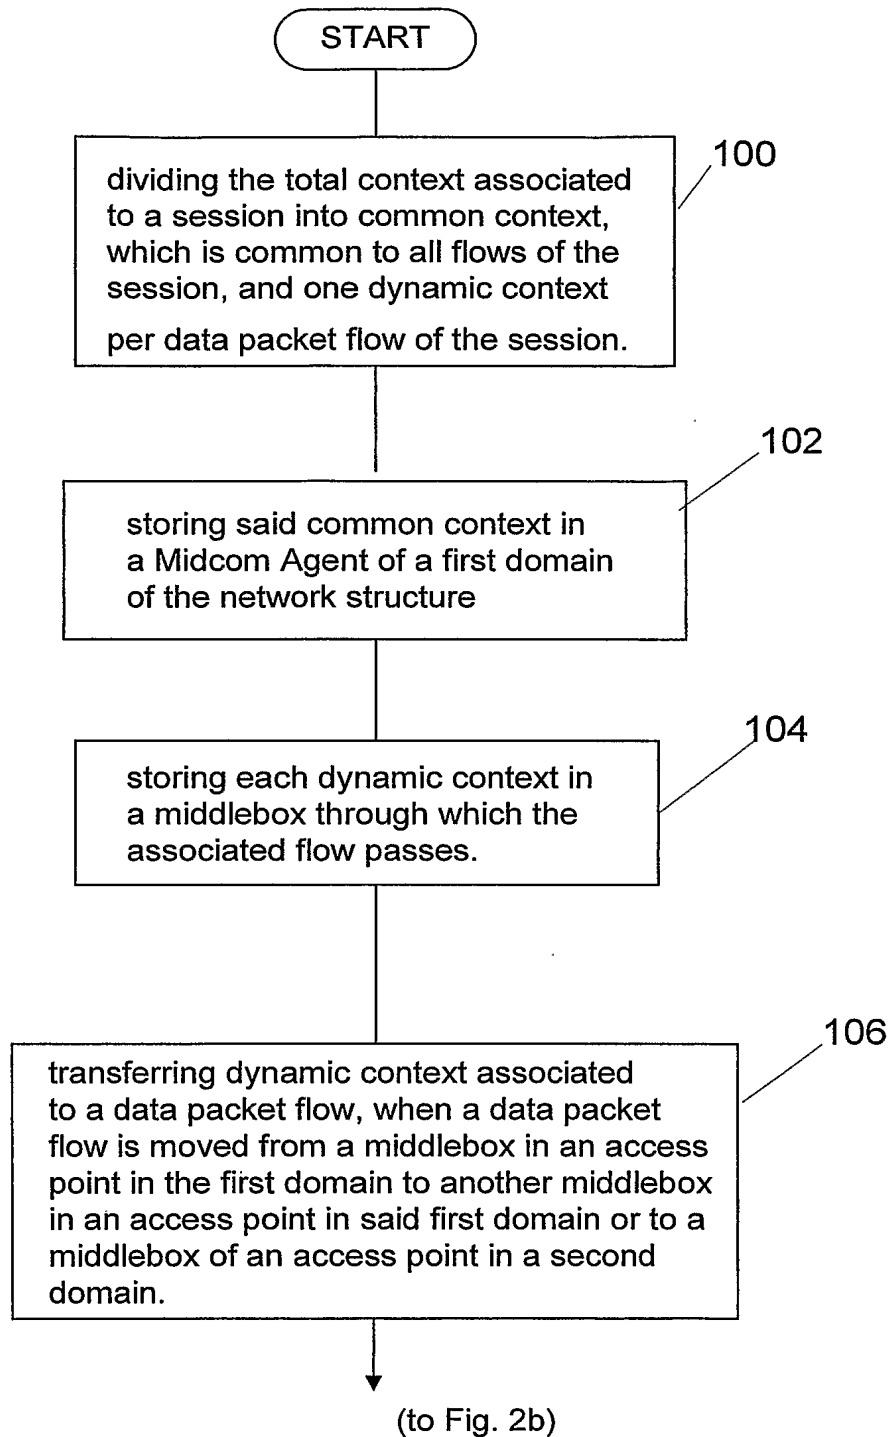 START
100
dividing the total context associated
to a session into common context,
which is common to all flows of the
session, and one dynamic context
per data packet flow of the session.
102
storing said common context in
a Midcom Agent of a first domain
of the network structure
104
storing each dynamic context in
a middlebox through which the
associated flow passes.
106
transferring dynamic context associated
to a data packet flow, when a data packet
flow is moved from a middlebox in an access
point in the first domain to another middlebox
in an access point in said first domain or to a
middlebox of an access point in a second
domain.
(to Fig. 2b)